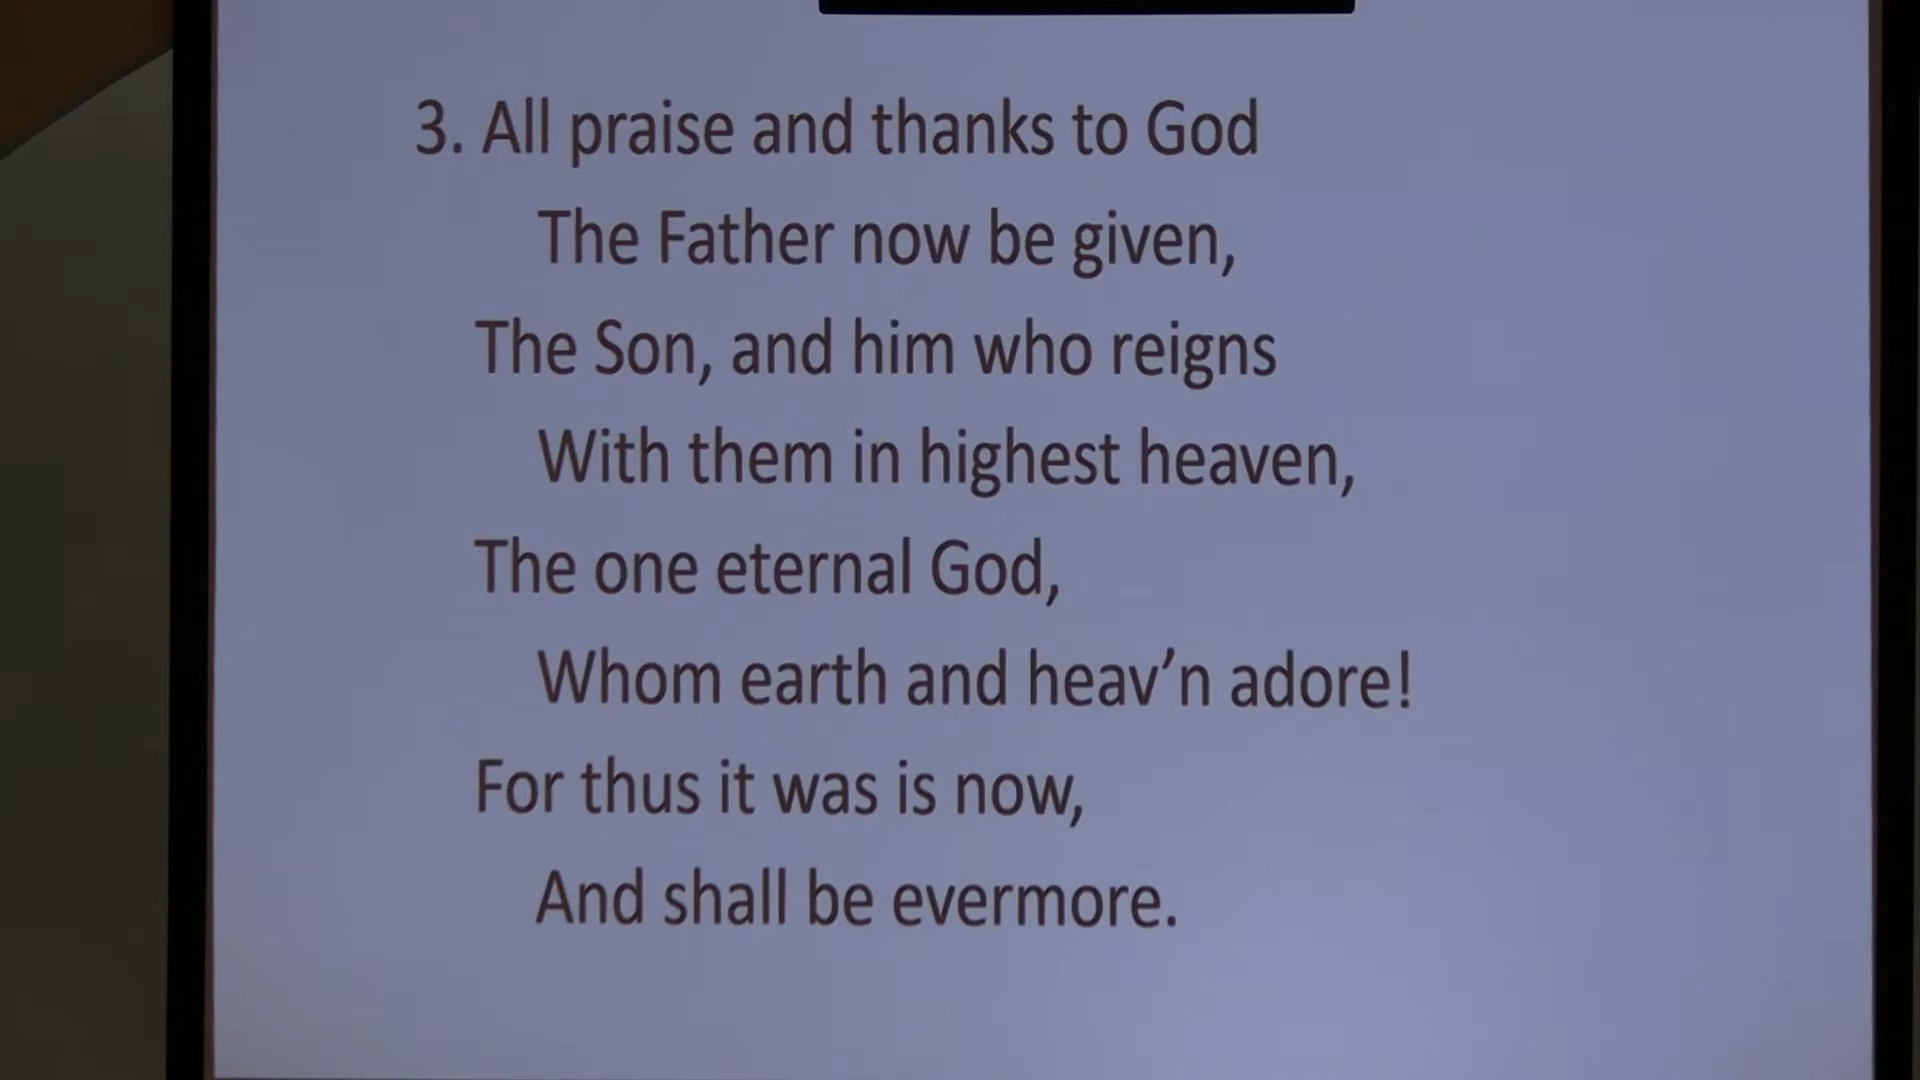 3. All praise and thanks to God
The Father now be given,
The Son, and him who reigns
With them in highest heaven,
The one eternal God,
Whom earth and heav’n adore!
For thus it was is now,
And shall be evermore.